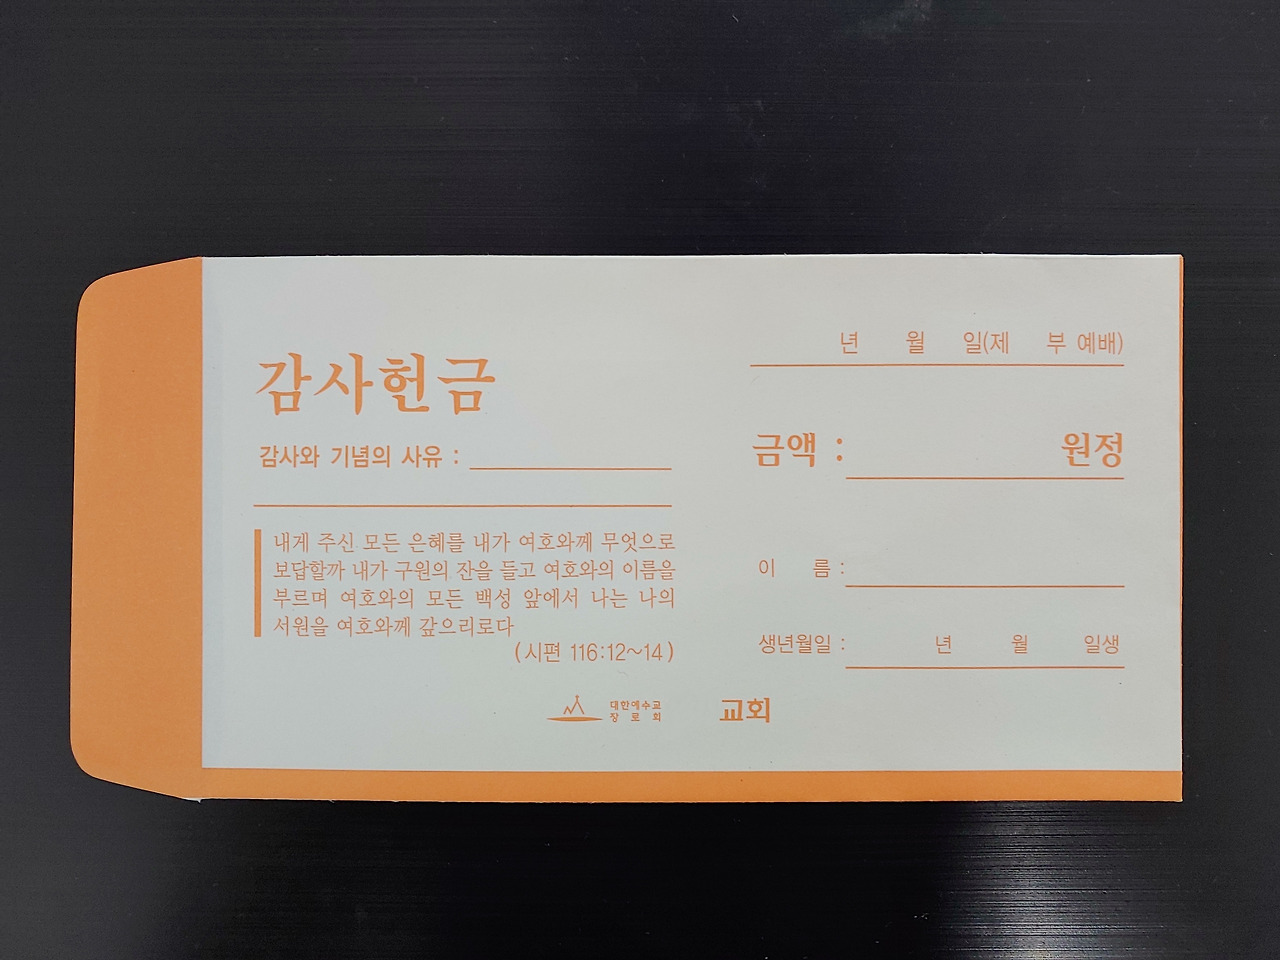 감사헌금
감사와 기념의 사유 :
내게 주신 모든 은혜를 내가 여호와께 무엇으로
보답할까 내가 구원의 잔을 들고 여호와의 이름을
부르며 여호와의 모든 백성 앞에서 나는 나의
서원을 여호와께 갚으리로다
(시편 116:12~14)
년 월 일(제 부 예배)
금액 : 원정
이 름 :
생년월일 : 년 월 일생
대한예수교
장 로 회
교회